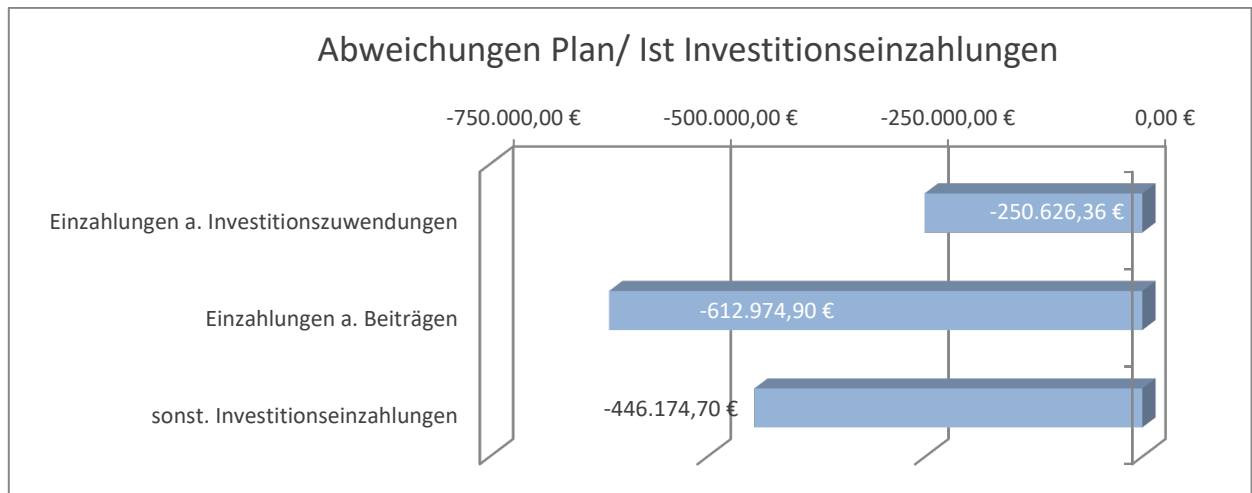 Abweichungen Plan/ Ist Investitionseinzahlungen
-750.000,00 € -500.000,00 € -250.000,00 € 0,00 €
Einzahlungen a. Investitionszuwendungen -250.626,36 €
Einzahlungen a. Beiträgen -612.974,90 €
sonst. Investitionseinzahlungen -446.174,70 €